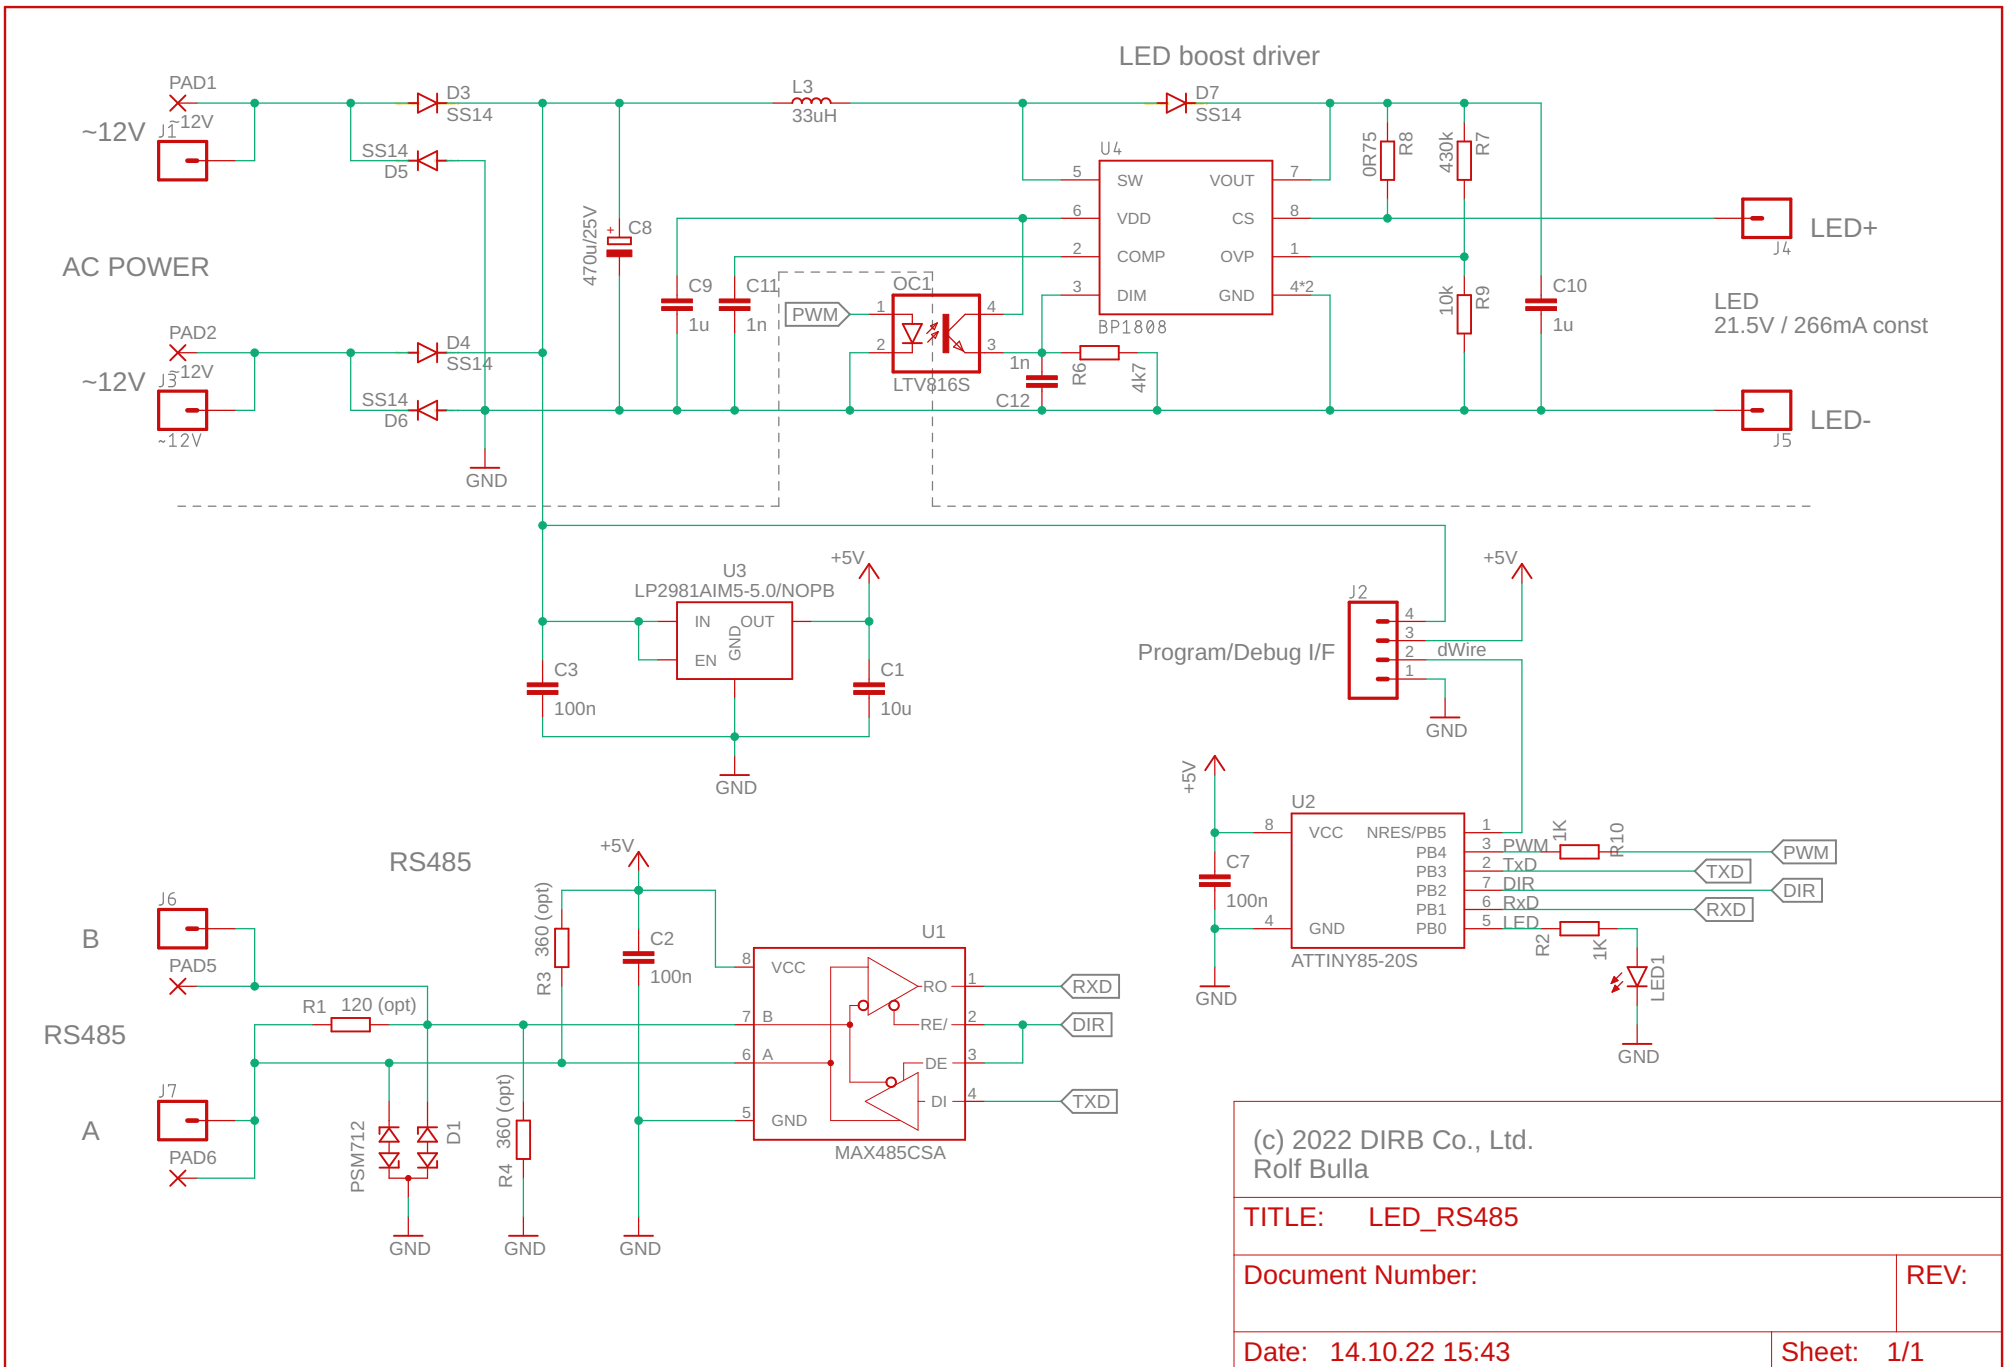 LED boost driver
PAD1
~12V
~12V
J1
D3
SS14
SS14
D5
L3
33uH
D7
SS14
0R75
R8
430k
R7
U4
5
SW
VOUT
7
6
VDD
CS
8
2
COMP
OVP
1
3
DIM
GND
4*2
BP1808
LED+
J4
AC POWER
470u/25V
+
C8
C9
1u
C11
1n
OC1
PWM
1
2
4
3
LTV816S
1n
C12
R6
4k7
10k
R9
C10
1u
LED
21.5V / 266mA const
PAD2
~12V
~12V
J3
~12V
D4
SS14
SS14
D6
GND
LED-
J5
U3
LP2981AIM5-5.0/NOPB
IN
OUT
GND
EN
+5V
C3
100n
C1
10u
GND
+5V
J2
Program/Debug I/F
4
3
2
1
dWire
GND
+5V
C7
100n
GND
U2
8
VCC
4
GND
NRES/PB5
PB4
PB3
PB2
PB1
PB0
1
3
2
7
6
5
PWM
TxD
DIR
RxD
LED
ATTINY85-20S
1K
R10
PWM
TXD
DIR
RXD
R2
1K
LED1
GND
RS485
+5V
J6
B
PAD5
RS485
R1
120 (opt)
J7
A
PAD6
PSM712
D1
GND
360 (opt)
R3
360 (opt)
R4
GND
C2
100n
GND
U1
8
VCC
7
B
6
A
5
GND
RO
1
RE/
2
DE
3
DI
4
MAX485CSA
RXD
DIR
TXD
(c) 2022 DIRB Co., Ltd.
Rolf Bulla
TITLE: LED_RS485
Document Number:
REV:
Date: 14.10.22 15:43
Sheet: 1/1